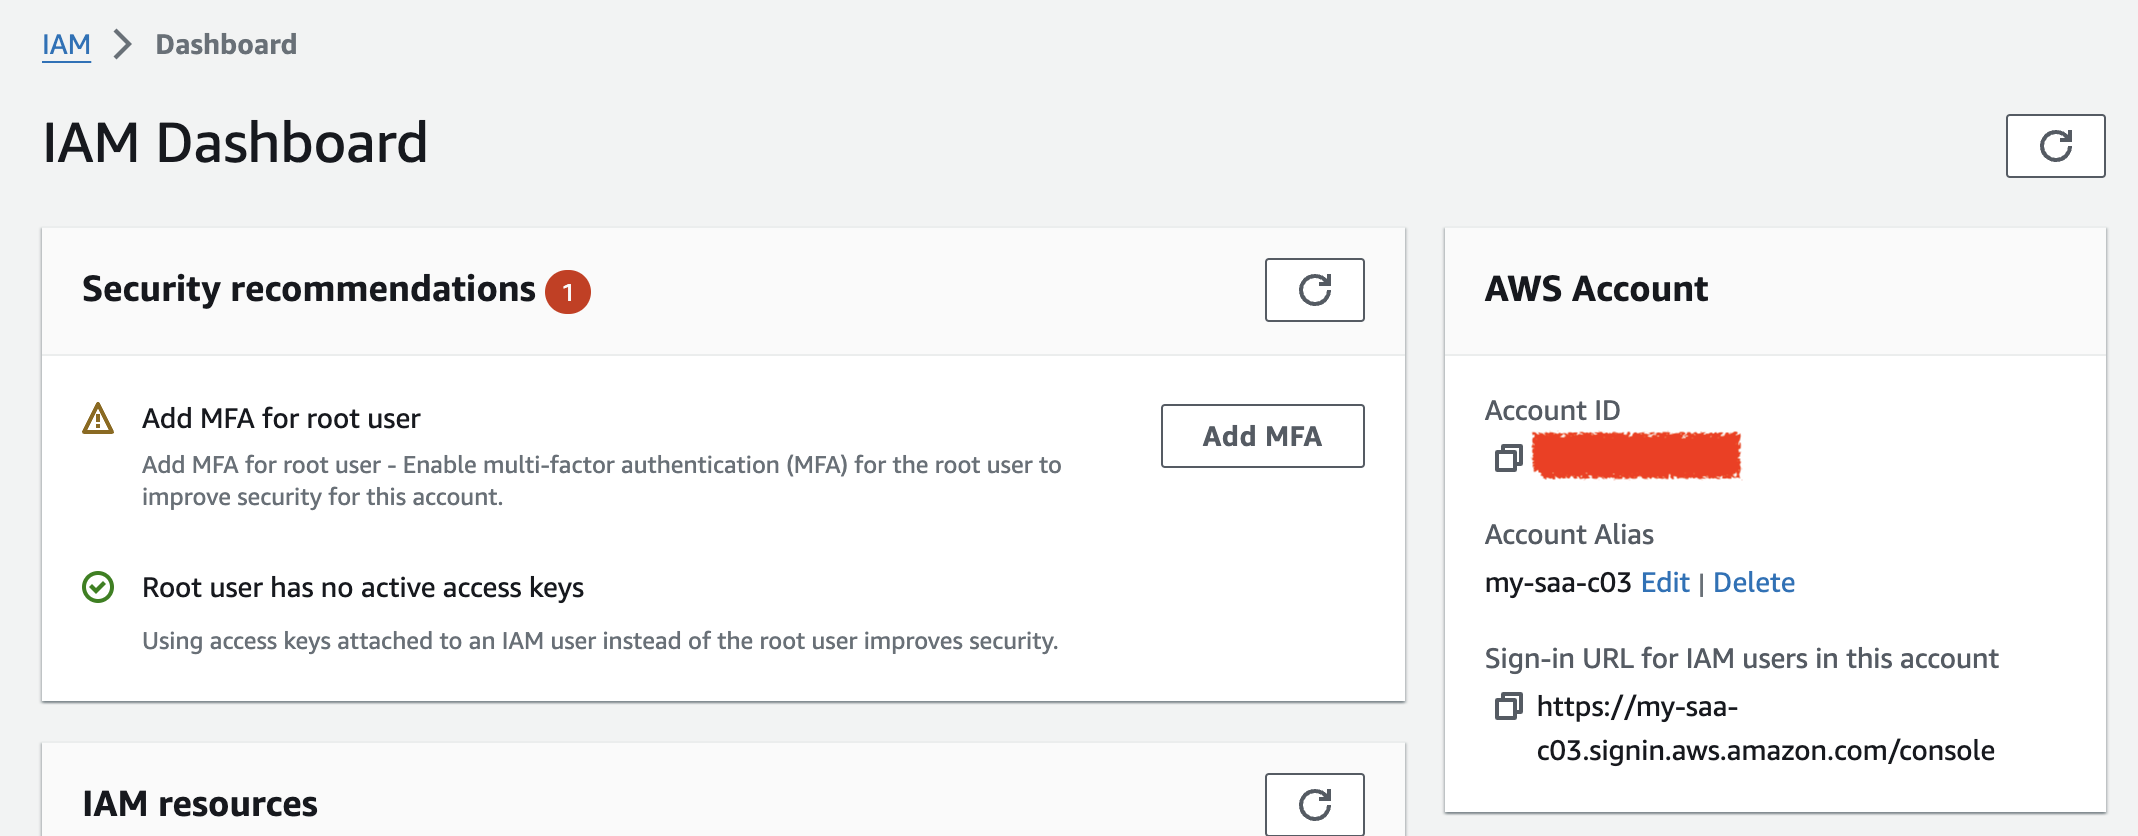 IAM > Dashboard
IAM Dashboard
Security recommendations 1
Add MFA for root user
Add MFA
Add MFA for root user - Enable multi-factor authentication (MFA) for the root user to
improve security for this account.
Root user has no active access keys
Using access keys attached to an IAM user instead of the root user improves security.
IAM resources
AWS Account
Account ID
Account Alias
my-saa-c03 Edit | Delete
Sign-in URL for IAM users in this account
https://my-saa-
c03.signin.aws.amazon.com/console